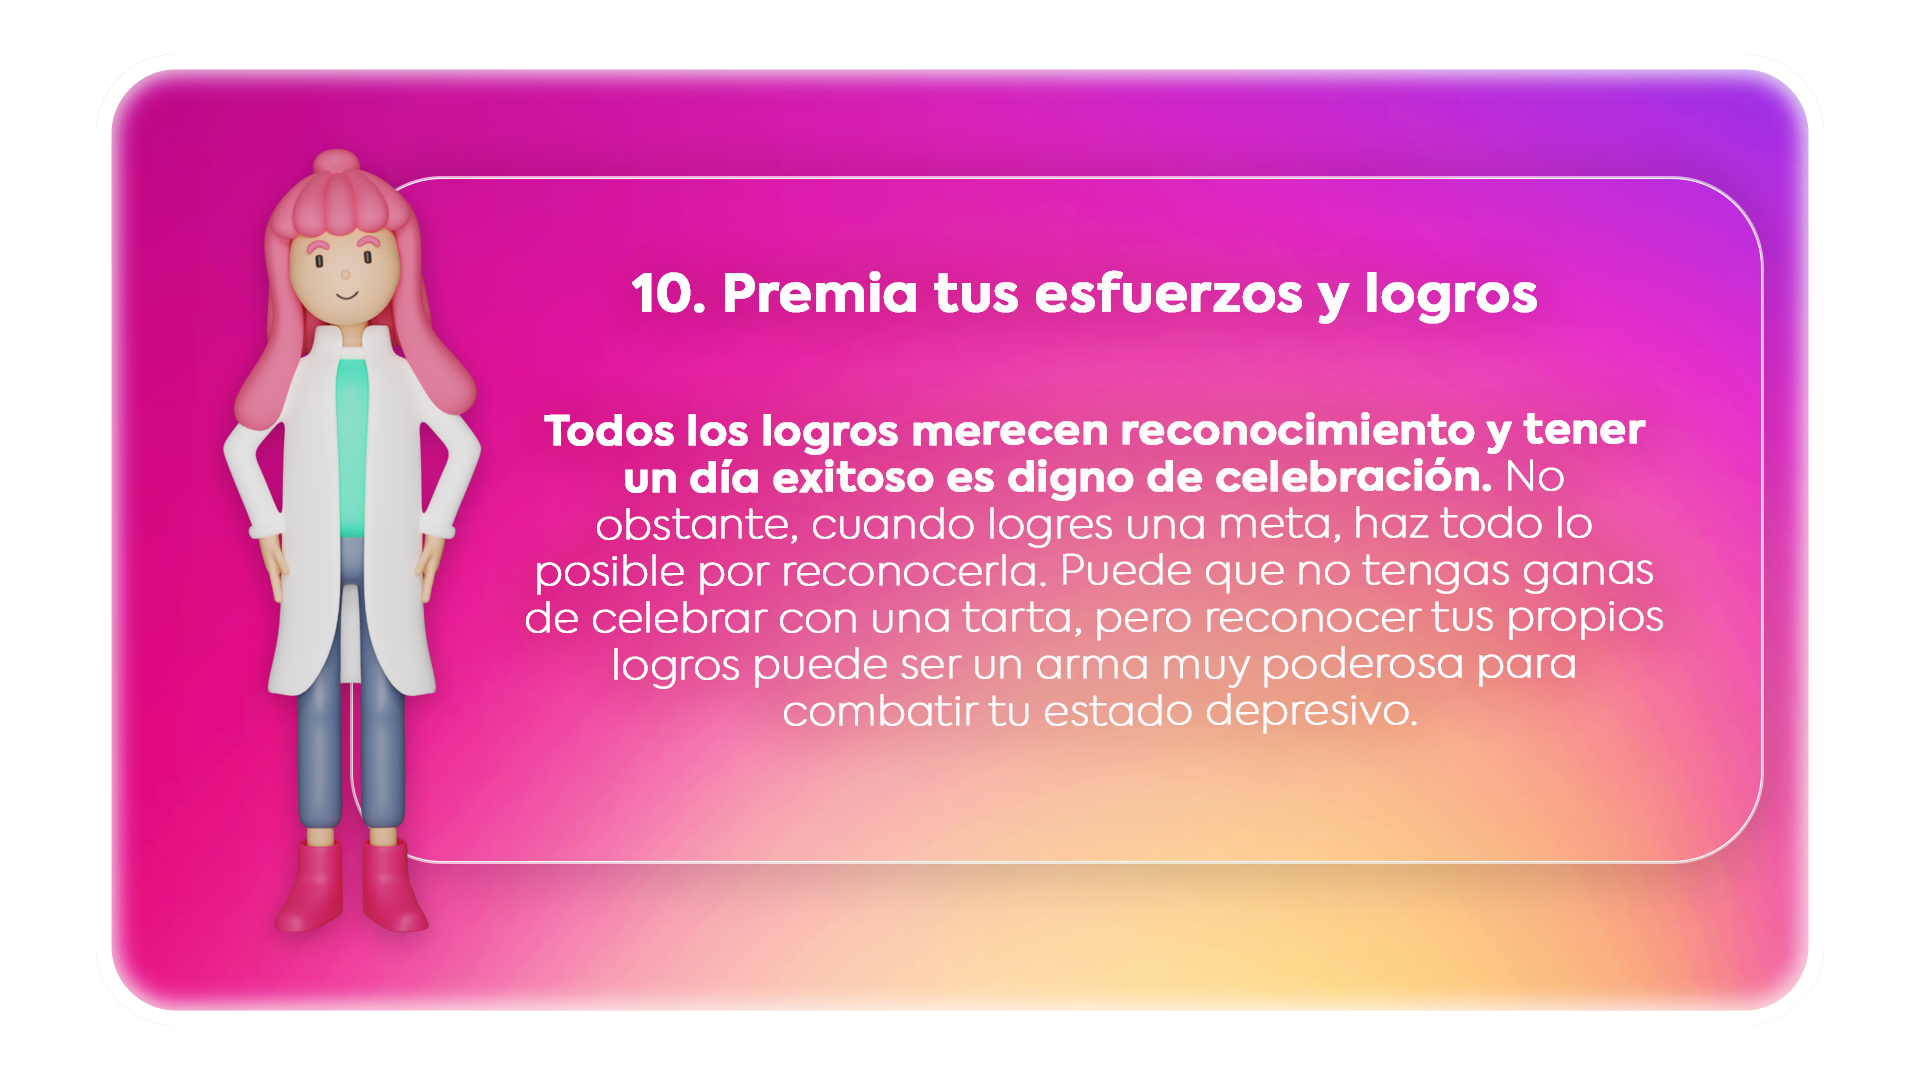 10. Premia tus esfuerzos y logros
Todos los logros merecen reconocimiento y tener
un día exitoso es digno de celebración. No
obstante, cuando logres una meta, haz todo lo
posible por reconocerla. Puede que no tengas ganas
de celebrar con una tarta, pero reconocer tus propios
logros puede ser un arma muy poderosa para
combatir tu estado depresivo.